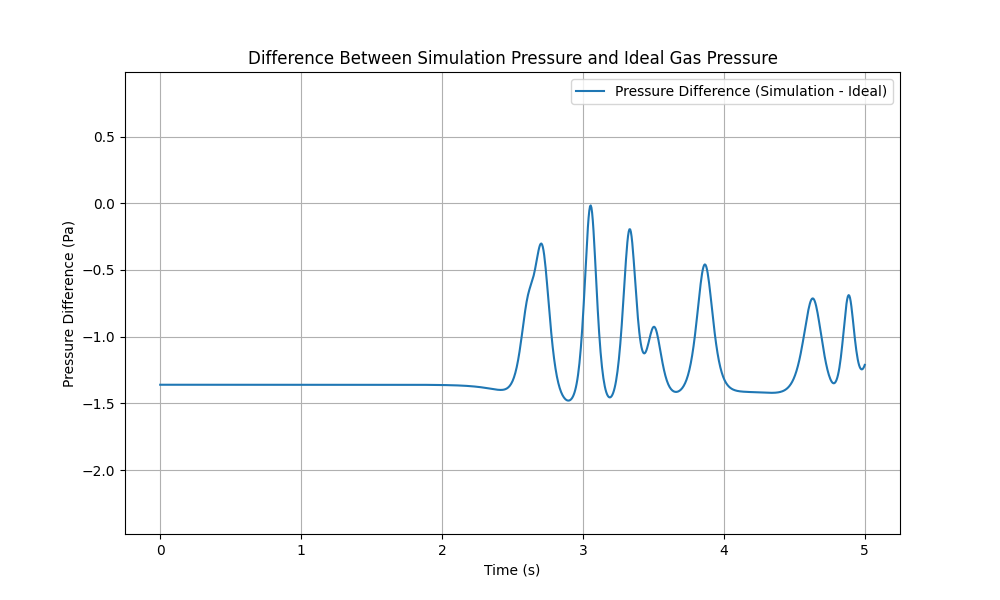 Difference Between Simulation Pressure and Ideal Gas Pressure
Pressure Difference (Simulation - Ideal)
Pressure Difference (Pa)
0.5
0.0
−0.5
−1.0
−1.5
−2.0
0 1 2 3 4 5
Time (s)